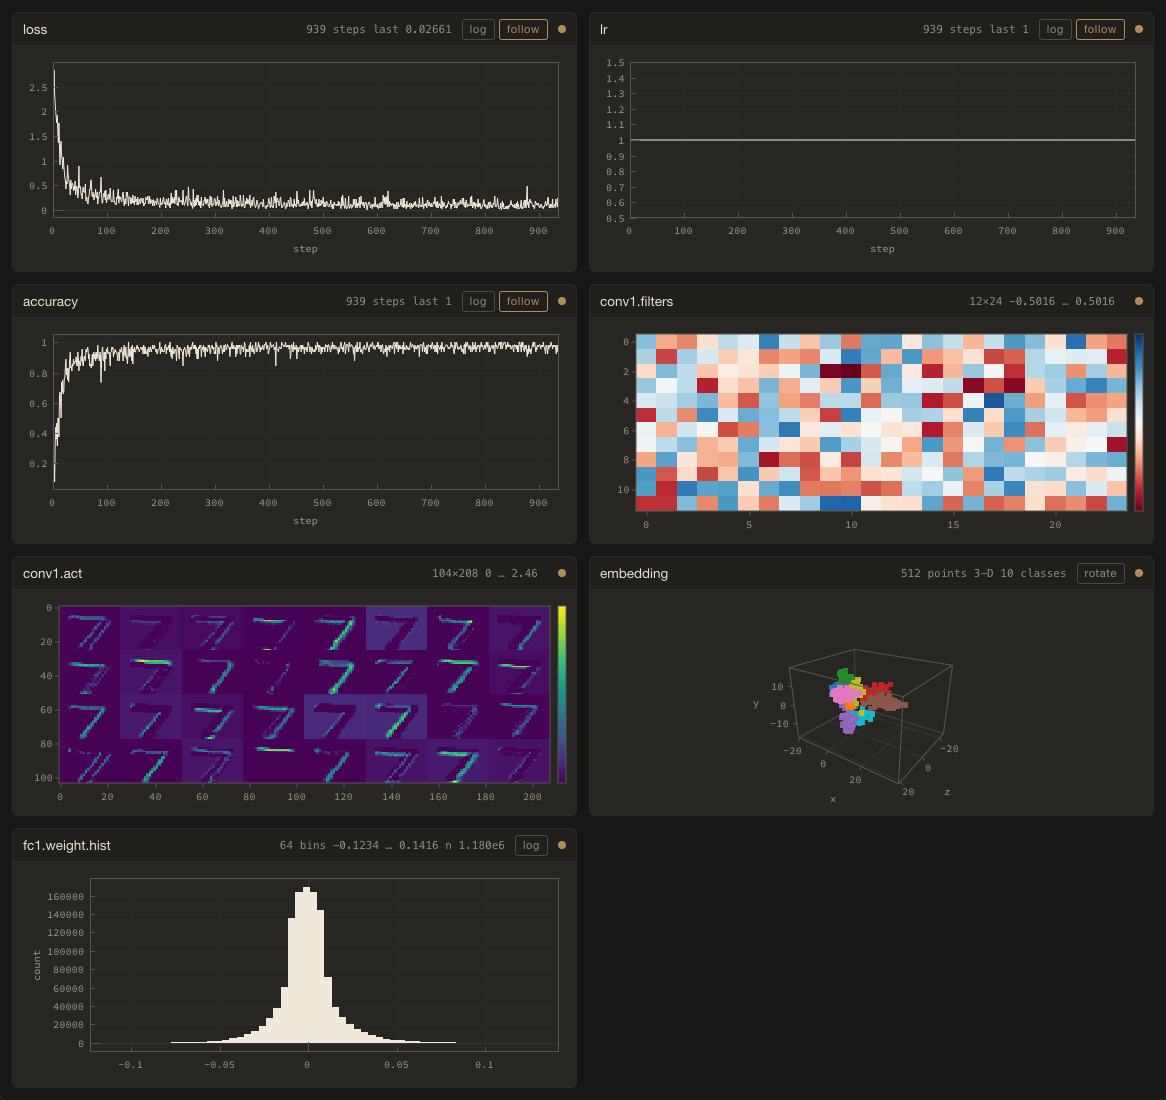 loss 939 steps last 0.02661 log follow
2.5
2
1.5
1
0.5
0
0 100 200 300 400 500 600 700 800 900
step
lr 939 steps last 1 log follow
1.5
1.4
1.3
1.2
1.1
1
0.9
0.8
0.7
0.6
0.5
0 100 200 300 400 500 600 700 800 900
step
accuracy 939 steps last 1 log follow
1
0.8
0.6
0.4
0.2
0 100 200 300 400 500 600 700 800 900
step
conv1.filters 12×24 −0.5016 … 0.5016
0
2
4
6
8
10
0 5 10 15 20
conv1.act 104×208 0 … 2.46
0
20
40
60
80
100
0 20 40 60 80 100 120 140 160 180 200
embedding 512 points 3−D 10 classes rotate
10
y 0
−10
−20 −20
0 0
20 20
x z
fc1.weight.hist 64 bins −0.1234 … 0.1416 n 1.180e6 log
160000
140000
120000
100000
80000
60000
40000
20000
0
count
−0.1 −0.05 0 0.05 0.1